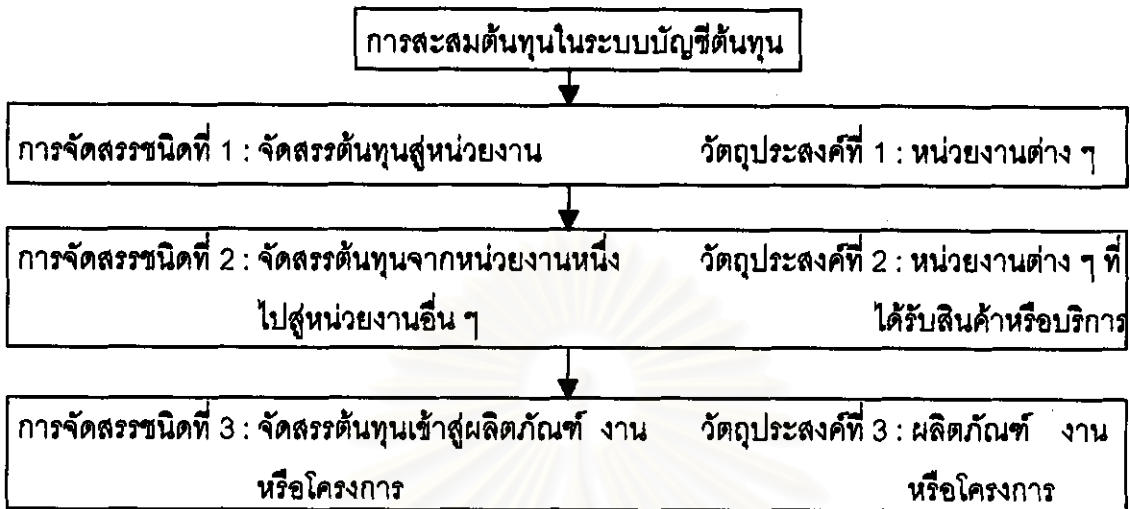 การสะสมต้นทุนในระบบบัญชีต้นทุน
การจัดสรรชนิดที่ 1 : จัดสรรต้นทุนสู่หน่วยงาน วัตถุประสงค์ที่ 1 : หน่วยงานต่าง ๆ
การจัดสรรชนิดที่ 2 : จัดสรรต้นทุนจากหน่วยงานหนึ่ง วัตถุประสงค์ที่ 2 : หน่วยงานต่าง ๆ ที่
ไปสู่หน่วยงานอื่น ๆ ได้รับสินค้าหรือบริการ
การจัดสรรชนิดที่ 3 : จัดสรรต้นทุนเข้าสู่ผลิตภัณฑ์ งาน วัตถุประสงค์ที่ 3 : ผลิตภัณฑ์ งาน
หรือโครงการ หรือโครงการ